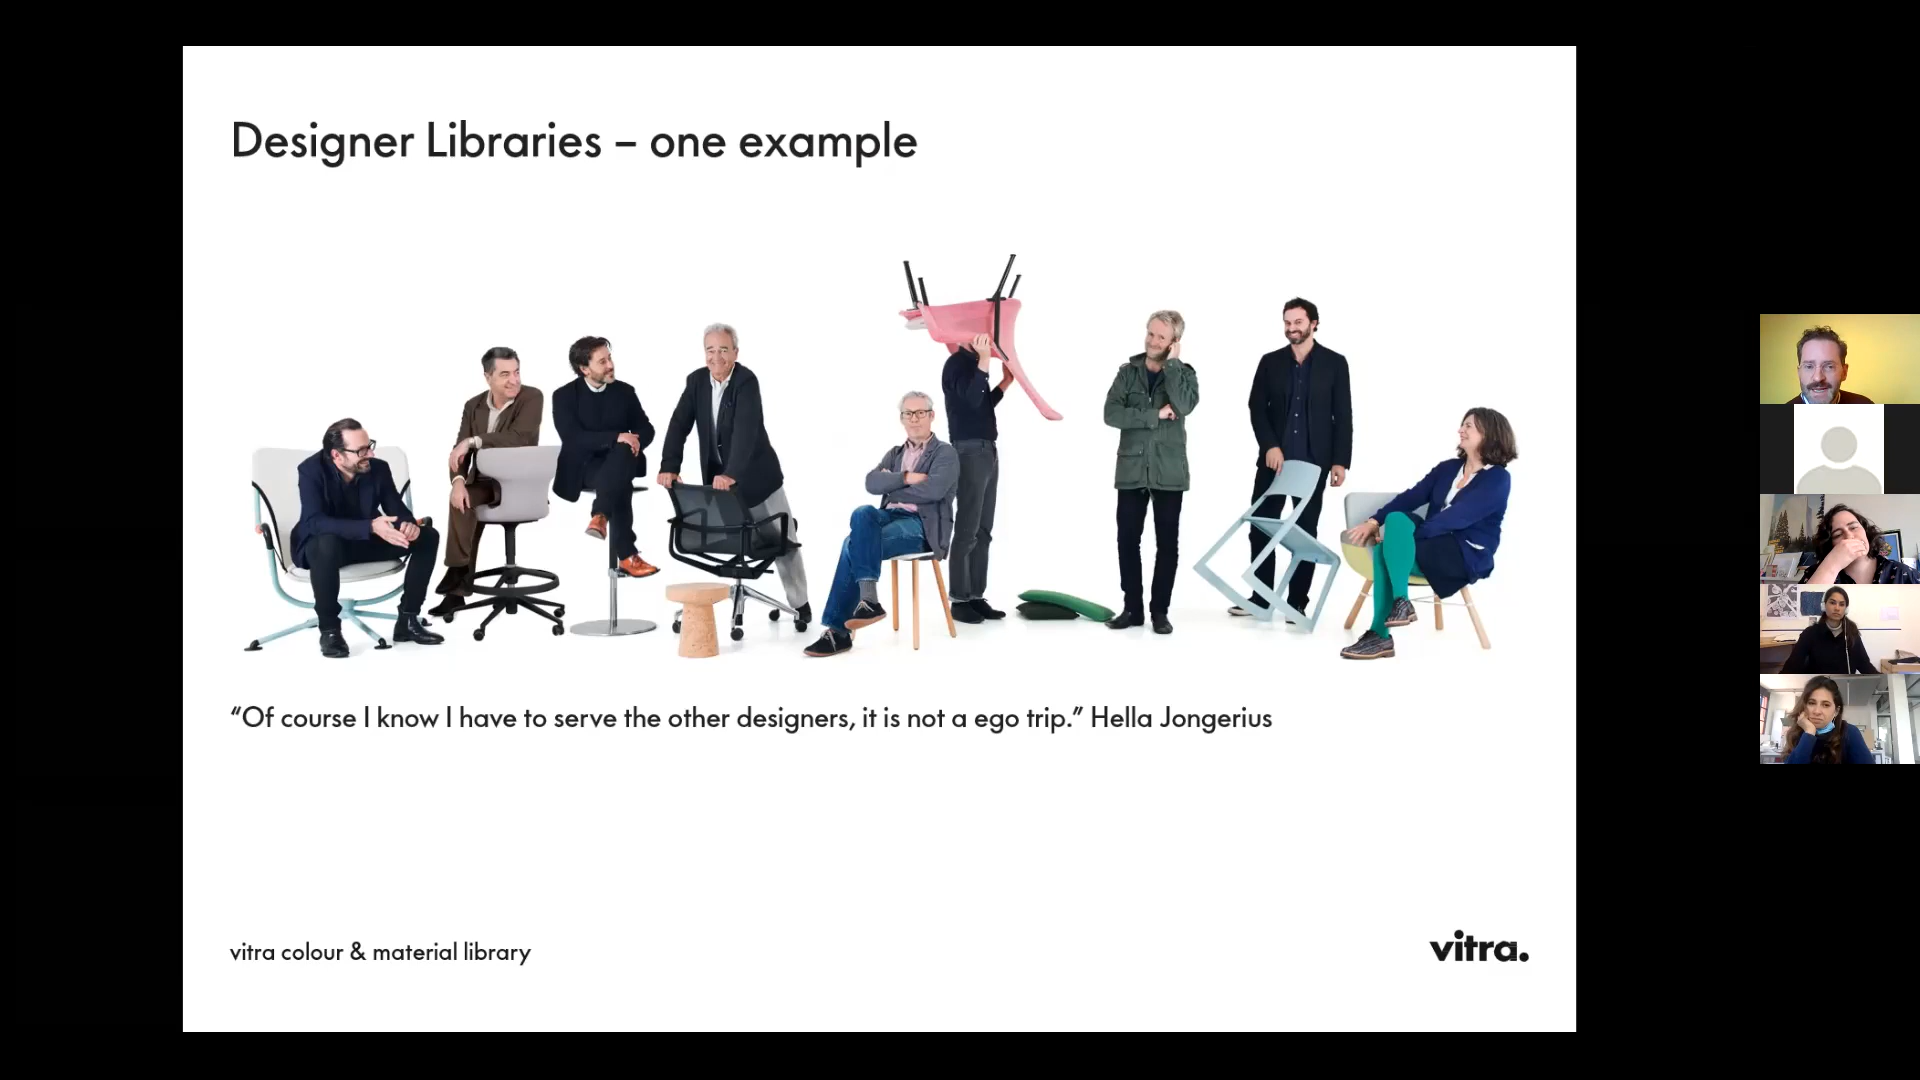 Designer Libraries – one example
“Of course I know I have to serve the other designers, it is not a ego trip.” Hella Jongerius
vitra colour & material library
vitra.